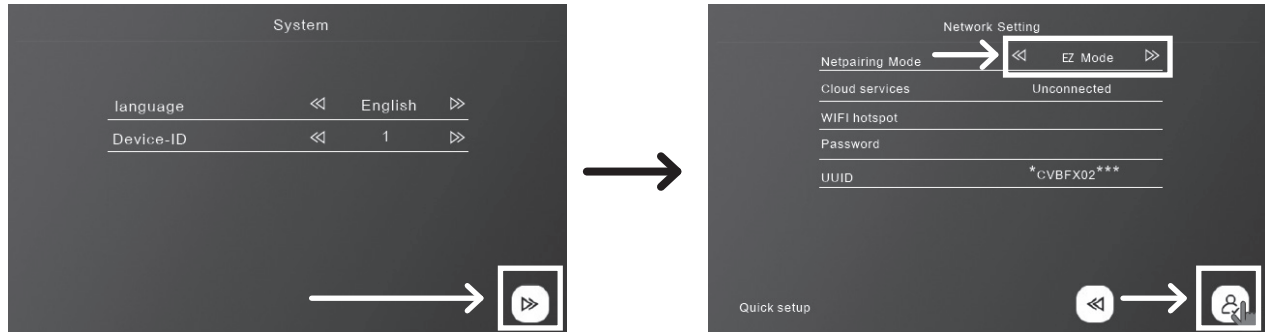 System
language English
Device-ID 1
Network Setting
Netpairing Mode EZ Mode
Cloud services Unconnected
WIFI hotspot
Password
UUID *CVBFX02***
Quick setup